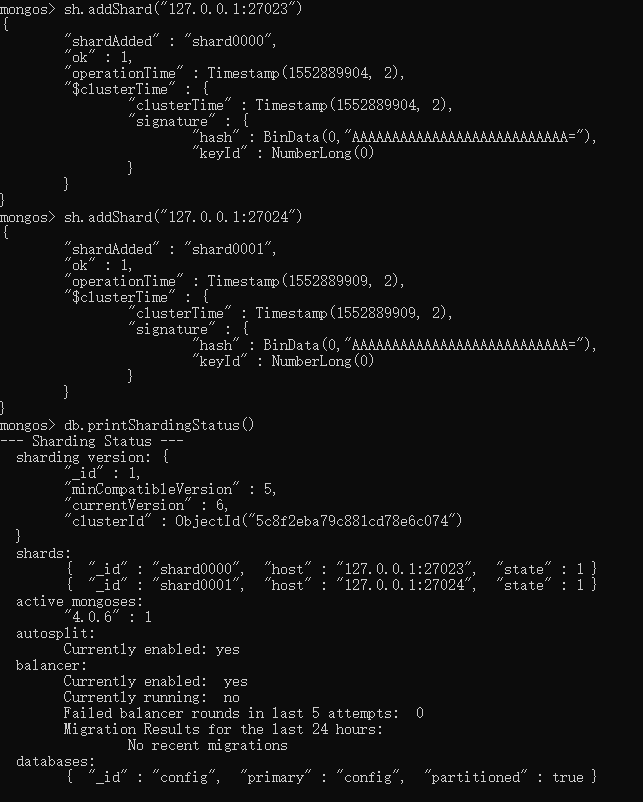 mongos> sh.addShard("127.0.0.1:27023")
{
        "shardAdded" : "shard0000",
        "ok" : 1,
        "operationTime" : Timestamp(1552889904, 2),
        "$clusterTime" : {
                "clusterTime" : Timestamp(1552889904, 2),
                "signature" : {
                        "hash" : BinData(0,"AAAAAAAAAAAAAAAAAAAAAAAAAAA="),
                        "keyId" : NumberLong(0)
                }
        }
}
mongos> sh.addShard("127.0.0.1:27024")
{
        "shardAdded" : "shard0001",
        "ok" : 1,
        "operationTime" : Timestamp(1552889909, 2),
        "$clusterTime" : {
                "clusterTime" : Timestamp(1552889909, 2),
                "signature" : {
                        "hash" : BinData(0,"AAAAAAAAAAAAAAAAAAAAAAAAAAA="),
                        "keyId" : NumberLong(0)
                }
        }
}
mongos> db.printShardingStatus()
--- Sharding Status ---
  sharding version: {
        "_id" : 1,
        "minCompatibleVersion" : 5,
        "currentVersion" : 6,
        "clusterId" : ObjectId("5c8f2eba79c881cd78e6c074")
  }
  shards:
        {  "_id" : "shard0000",  "host" : "127.0.0.1:27023",  "state" : 1 }
        {  "_id" : "shard0001",  "host" : "127.0.0.1:27024",  "state" : 1 }
  active mongoses:
        "4.0.6" : 1
  autosplit:
        Currently enabled: yes
  balancer:
        Currently enabled:  yes
        Currently running:  no
        Failed balancer rounds in last 5 attempts:  0
        Migration Results for the last 24 hours:
                No recent migrations
  databases:
        {  "_id" : "config",  "primary" : "config",  "partitioned" : true }